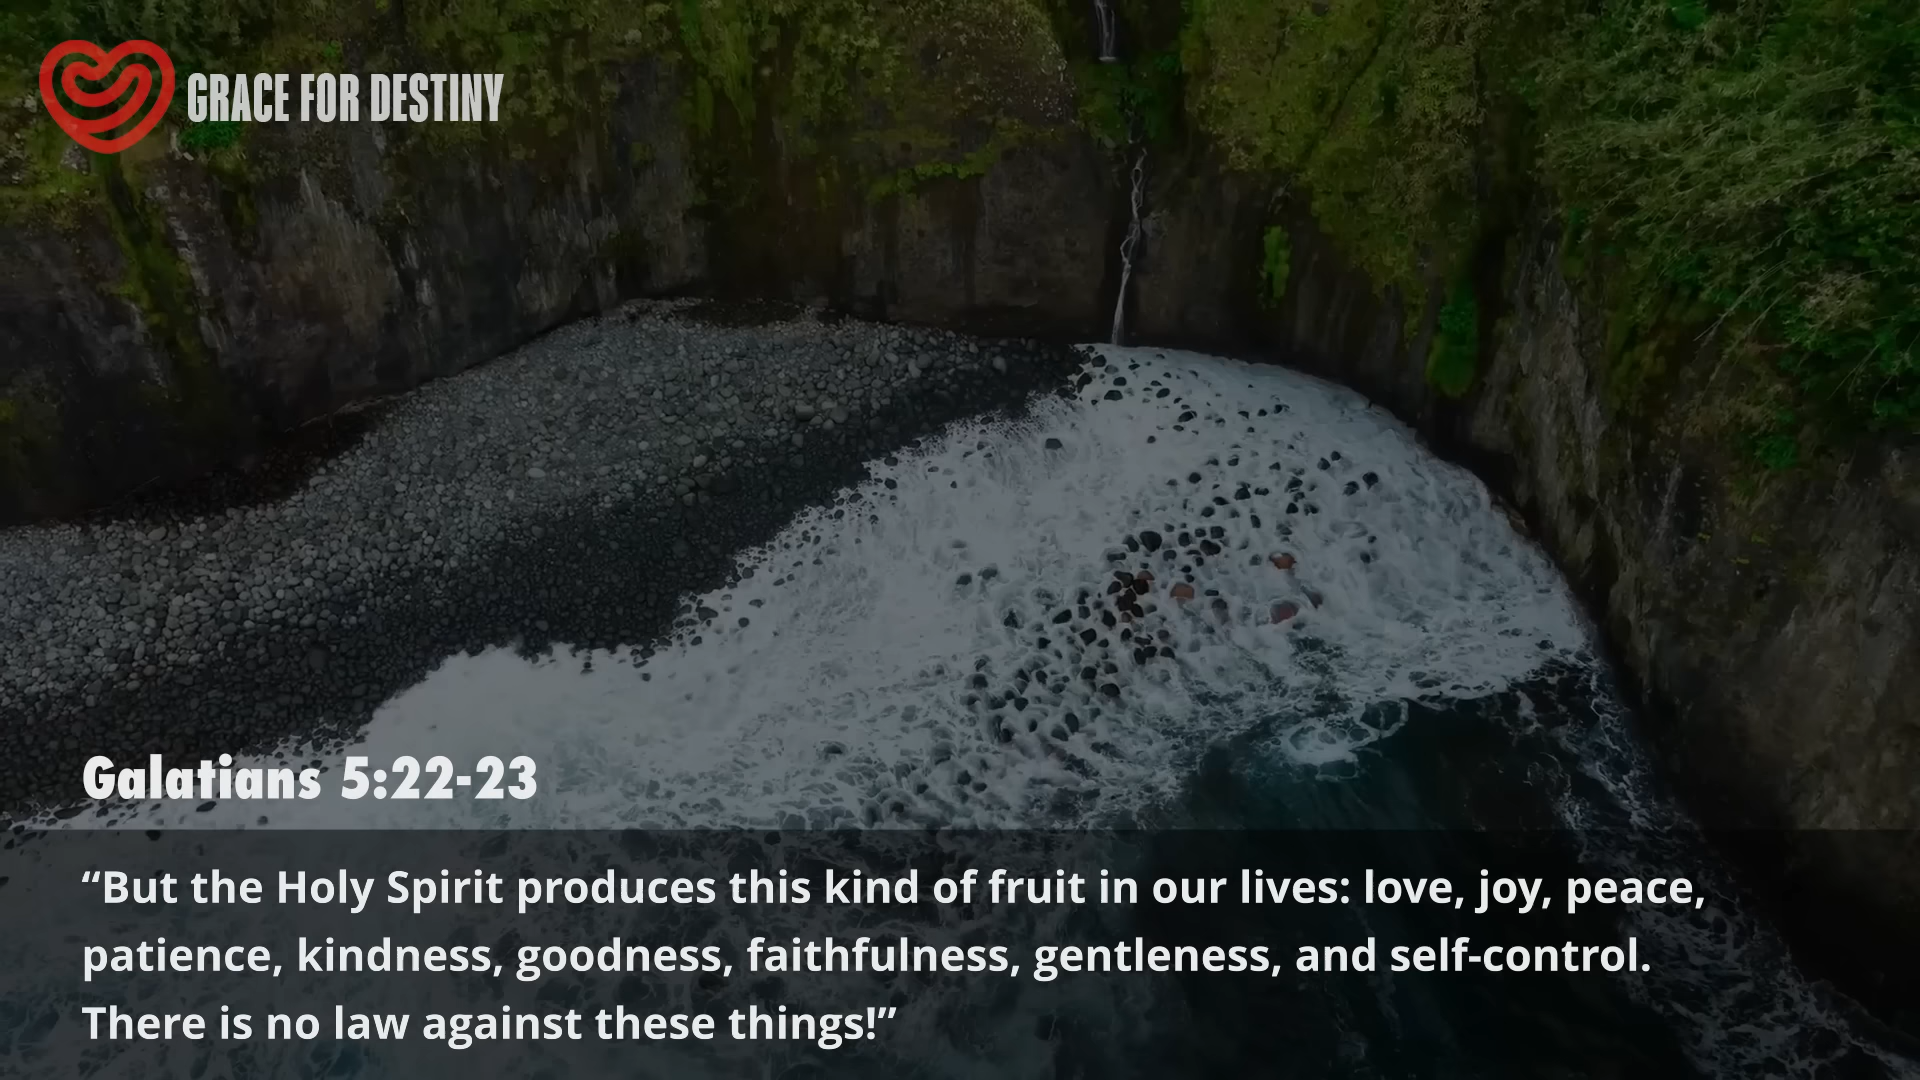 GRACE FOR DESTINY
Galatians 5:22-23
“But the Holy Spirit produces this kind of fruit in our lives: love, joy, peace,
patience, kindness, goodness, faithfulness, gentleness, and self-control.
There is no law against these things!”